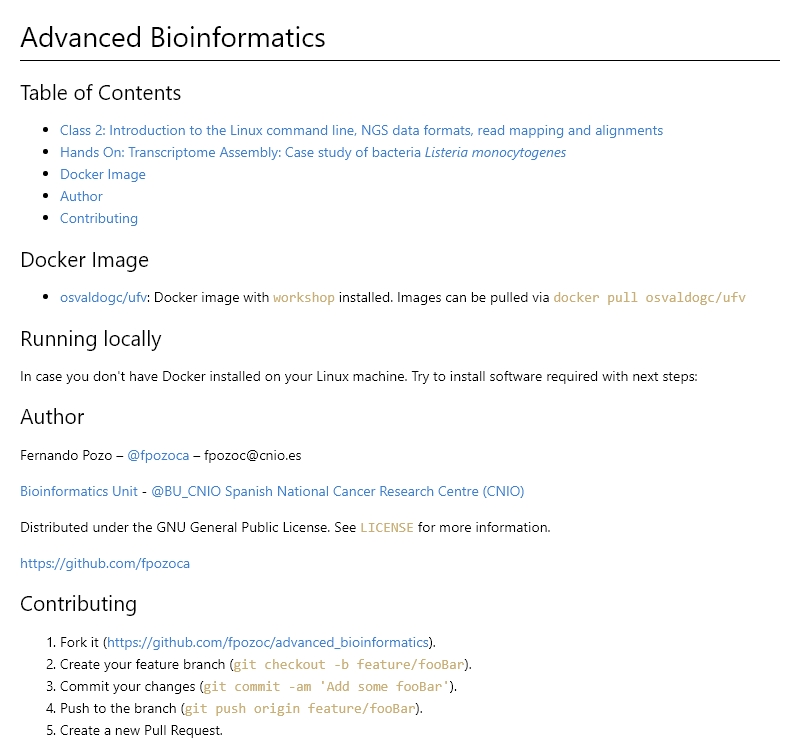 Advanced Bioinformatics
Table of Contents
Class 2: Introduction to the Linux command line, NGS data formats, read mapping and alignments
Hands On: Transcriptome Assembly: Case study of bacteria Listeria monocytogenes
Docker Image
Author
Contributing
Docker Image
osvaldogc/ufv: Docker image with workshop installed. Images can be pulled via docker pull osvaldogc/ufv
Running locally
In case you don't have Docker installed on your Linux machine. Try to install software required with next steps:
Author
Fernando Pozo – @fpozoca – fpozoc@cnio.es
Bioinformatics Unit - @BU_CNIO Spanish National Cancer Research Centre (CNIO)
Distributed under the GNU General Public License. See LICENSE for more information.
https://github.com/fpozoca
Contributing
1. Fork it (https://github.com/fpozoc/advanced_bioinformatics).
2. Create your feature branch (git checkout -b feature/fooBar).
3. Commit your changes (git commit -am 'Add some fooBar').
4. Push to the branch (git push origin feature/fooBar).
5. Create a new Pull Request.